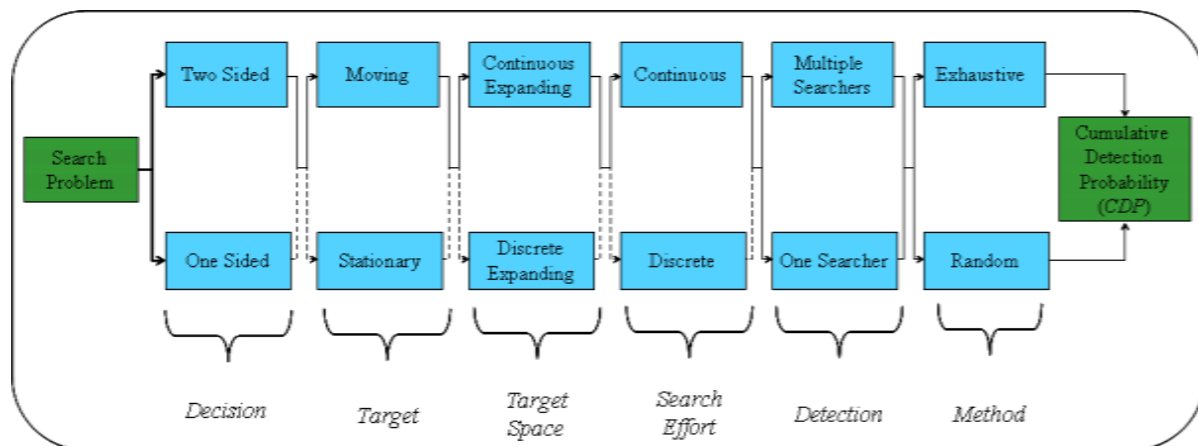 Search
Problem
Two Sided
One Sided
Moving
Stationary
Continuous
Expanding
Discrete
Expanding
Continuous
Discrete
Multiple
Searchers
One Searcher
Exhaustive
Random
Cumulative
Detection
Probability
(CDP)
Decision
Target
Target
Space
Search
Effort
Detection
Method